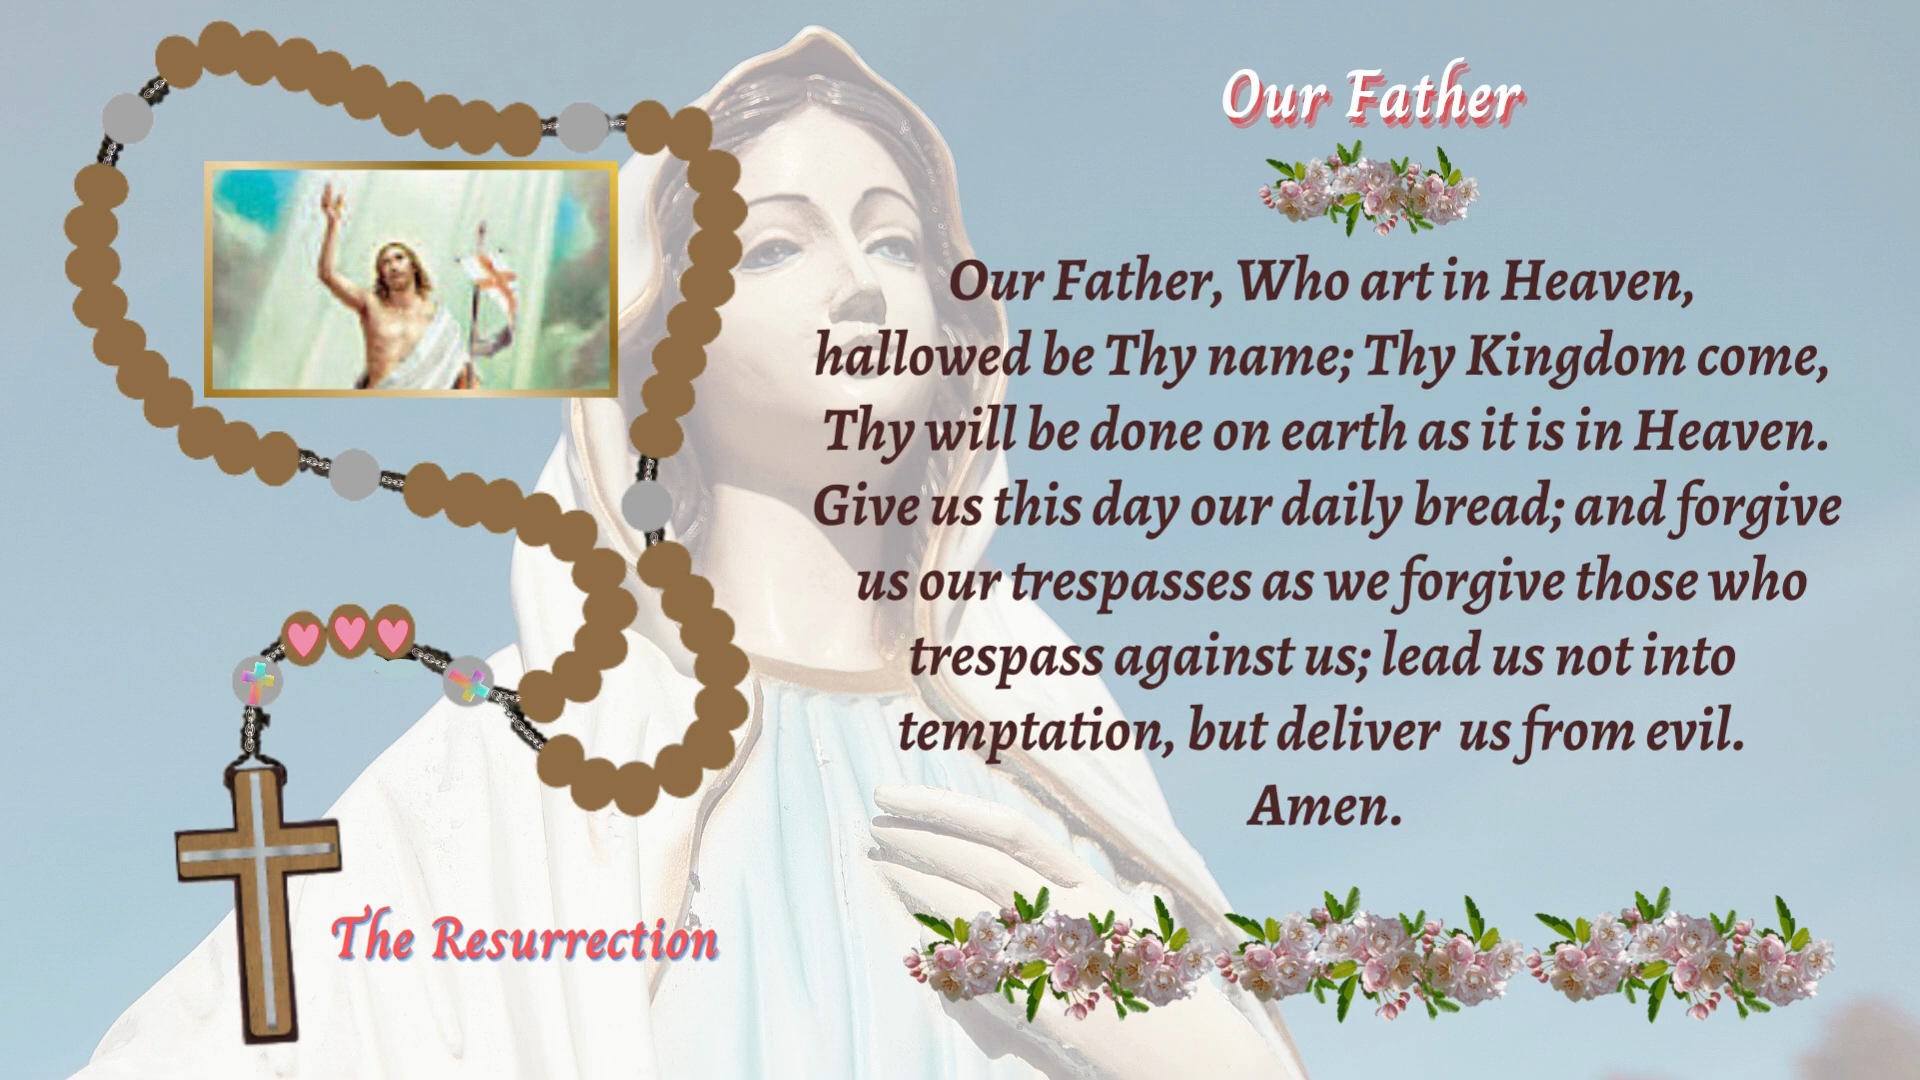 Our Father
Our Father, Who art in Heaven,
hallowed be Thy name; Thy Kingdom come,
Thy will be done on earth as it is in Heaven.
Give us this day our daily bread; and forgive
us our trespasses as we forgive those who
trespass against us; lead us not into
temptation, but deliver us from evil.
Amen.
The Resurrection